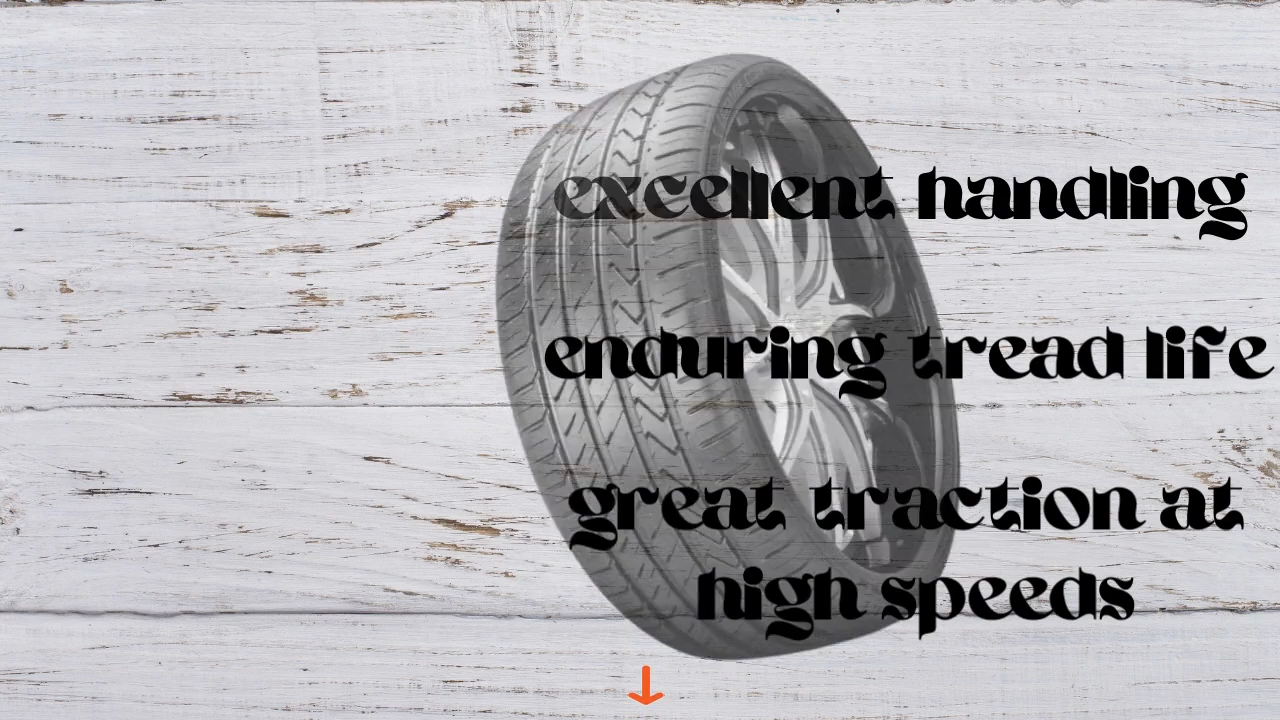 excellent handling
enduring tread life
great traction at
high speeds